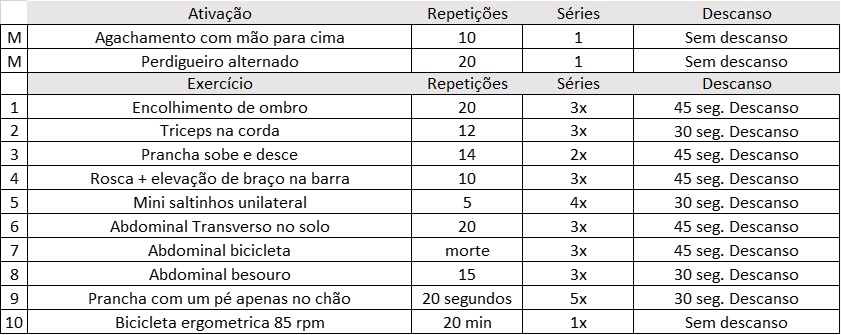 Ativação Repetições Séries Descanso
M Agachamento com mão para cima 10 1 Sem descanso
M Perdigueiro alternado 20 1 Sem descanso
Exercício Repetições Séries Descanso
1 Encolhimento de ombro 20 3x 45 seg. Descanso
2 Triceps na corda 12 3x 30 seg. Descanso
3 Prancha sobe e desce 14 2x 45 seg. Descanso
4 Rosca + elevação de braço na barra 10 3x 45 seg. Descanso
5 Mini saltinhos unilateral 5 4x 30 seg. Descanso
6 Abdominal Transverso no solo 20 3x 45 seg. Descanso
7 Abdominal bicicleta morte 3x 45 seg. Descanso
8 Abdominal besouro 15 3x 30 seg. Descanso
9 Prancha com um pé apenas no chão 20 segundos 5x 30 seg. Descanso
10 Bicicleta ergometrica 85 rpm 20 min 1x Sem descanso